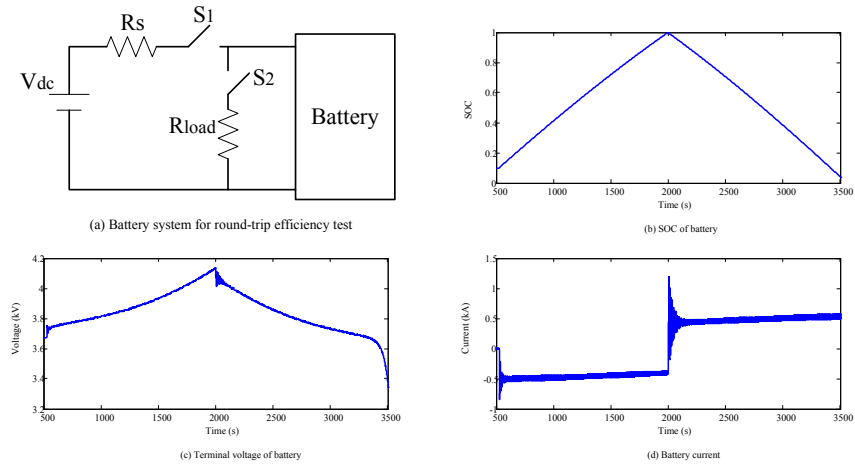 Rs
S1
Vdc
S2
Rload
Battery
(a) Battery system for round-trip efficiency test
1
0.8
0.6
0.4
0.2
0
SOC
500
1000
1500
2000
2500
3000
3500
Time (s)
(b) SOC of battery
4.2
4
3.8
3.6
3.4
3.2
Voltage (kV)
500
1000
1500
2000
2500
3000
3500
Time (s)
(c) Terminal voltage of battery
1.5
1
0.5
0
-0.5
-1
Current (kA)
500
1000
1500
2000
2500
3000
3500
Time (s)
(d) Battery current